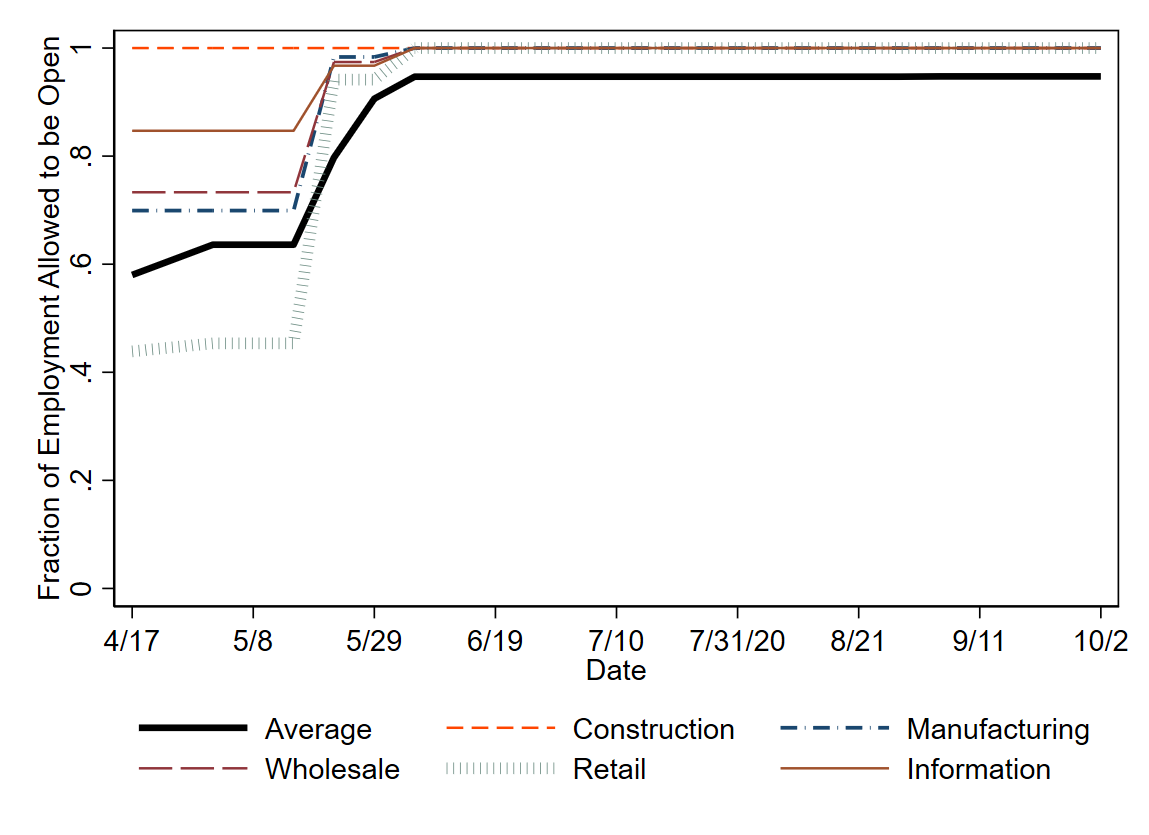 Fraction of Employment Allowed to be Open
1
.8
.6
.4
.2
0
4/17 5/8 5/29 6/19 7/10 7/31/20 8/21 9/11 10/2
Date
Average Construction Manufacturing
Wholesale Retail Information